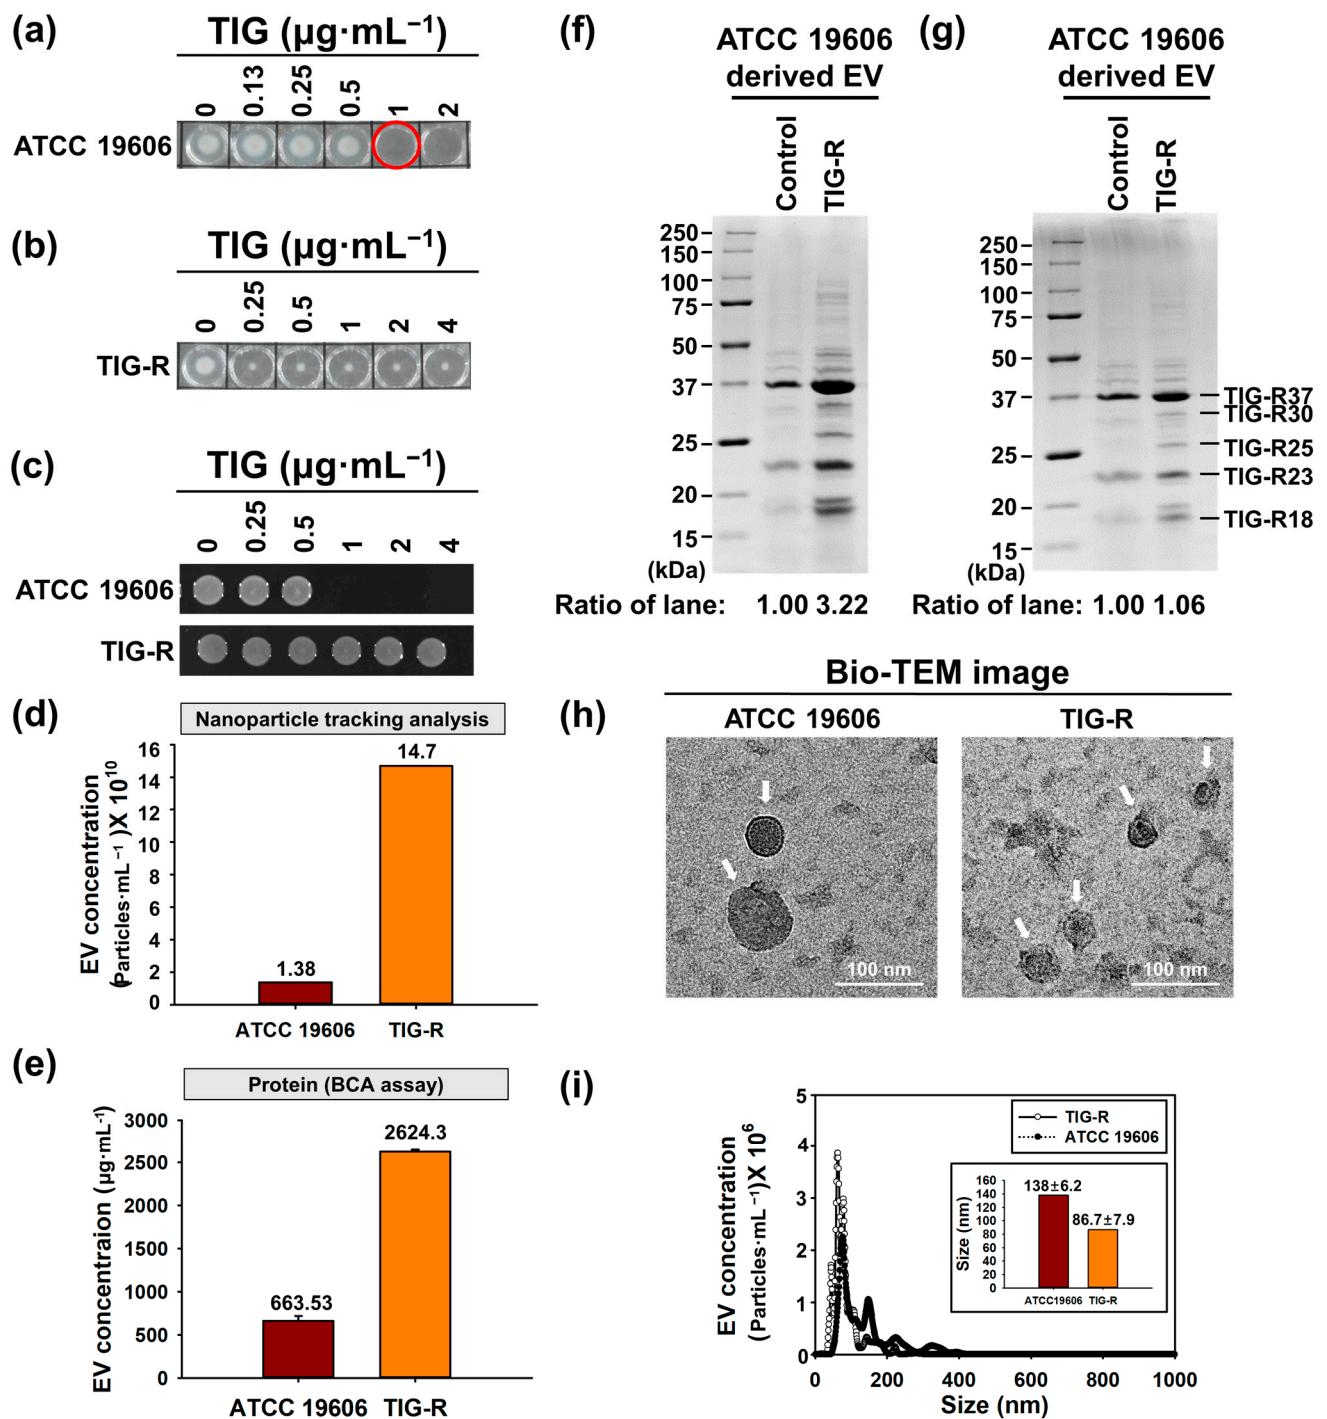 (a)
TIG (µg·mL⁻¹)
0 0.13 0.25 0.5 1 2
ATCC 19606
(b)
TIG (µg·mL⁻¹)
0 0.25 0.5 1 2 4
TIG-R
(c)
TIG (µg·mL⁻¹)
0 0.25 0.5 1 2 4
ATCC 19606
TIG-R
(d)
Nanoparticle tracking analysis
EV concentration
(Particles·mL⁻¹)X 10¹⁰
16
14
12
10
8
6
4
2
0
1.38
14.7
ATCC 19606 TIG-R
(e)
Protein (BCA assay)
EV concentraion (µg·mL⁻¹)
3000
2500
2000
1500
1000
500
0
663.53
2624.3
ATCC 19606 TIG-R
(f)
ATCC 19606
derived EV
Control TIG-R
250
150
100
75
50
37
25
20
15
(kDa)
Ratio of lane: 1.00 3.22
(g)
ATCC 19606
derived EV
Control TIG-R
250
150
100
75
50
37
25
20
15
(kDa)
TIG-R37
TIG-R30
TIG-R25
TIG-R23
TIG-R18
Ratio of lane: 1.00 1.06
Bio-TEM image
(h)
ATCC 19606 TIG-R
100 nm 100 nm
(i)
EV concentration
(Particles·mL⁻¹)X 10⁶
5
4
3
2
1
0
TIG-R
ATCC 19606
Size (nm)
160
140
120
100
80
60
40
20
0
138±6.2
86.7±7.9
ATCC19606 TIG-R
0 200 400 600 800 1000
Size (nm)